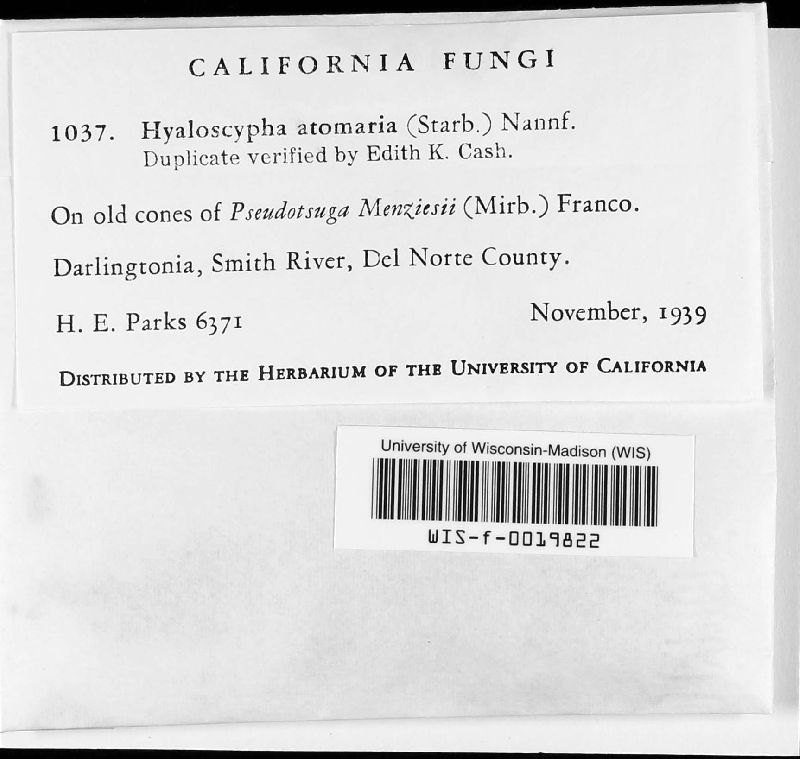 CALIFORNIA FUNGI
1037. Hyaloscypha atomaria (Starb.) Nannf.
Duplicate verified by Edith K. Cash.
On old cones of Pseudotsuga Menziesii (Mirb.) Franco.
Darlingtonia, Smith River, Del Norte County.
H. E. Parks 6371 November, 1939
DISTRIBUTED BY THE HERBARIUM OF THE UNIVERSITY OF CALIFORNIA
University of Wisconsin-Madison (WIS)
WIS-f-0019822